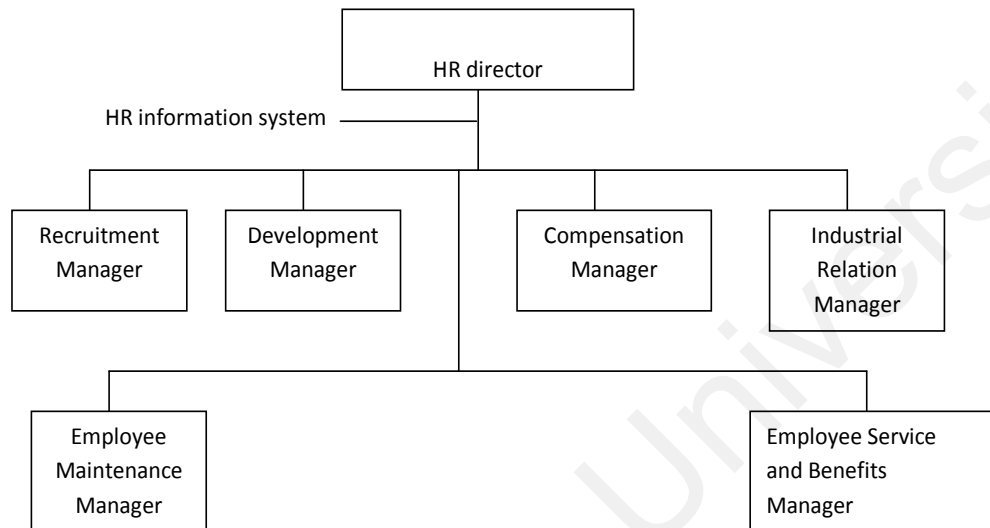 HR director
HR information system
Recruitment
Manager
Development
Manager
Compensation
Manager
Industrial
Relation
Manager
Employee
Maintenance
Manager
Employee Service
and Benefits
Manager
Universi